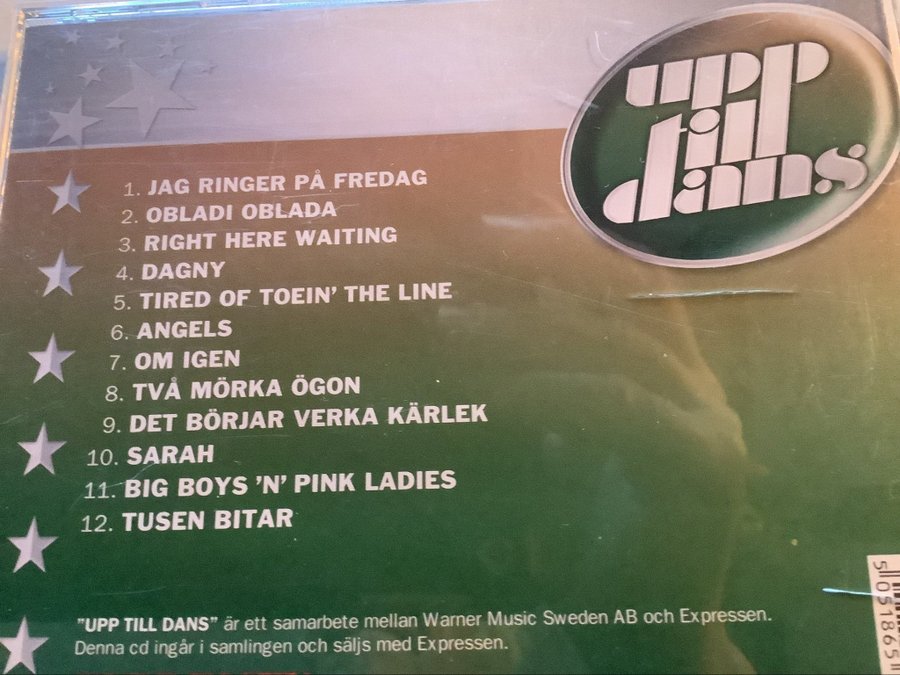 upp
till
dans
1. JAG RINGER PÅ FREDAG
2. OBLADI OBLADA
3. RIGHT HERE WAITING
4. DAGNY
5. TIRED OF TOEIN' THE LINE
6. ANGELS
7. OM IGEN
8. TVÅ MÖRKA ÖGON
9. DET BÖRJAR VERKA KÄRLEK
10. SARAH
11. BIG BOYS 'N' PINK LADIES
12. TUSEN BITAR
"UPP TILL DANS" är ett samarbete mellan Warner Music Sweden AB och Expressen.
Denna cd ingår i samlingen och säljs med Expressen.
5 051865